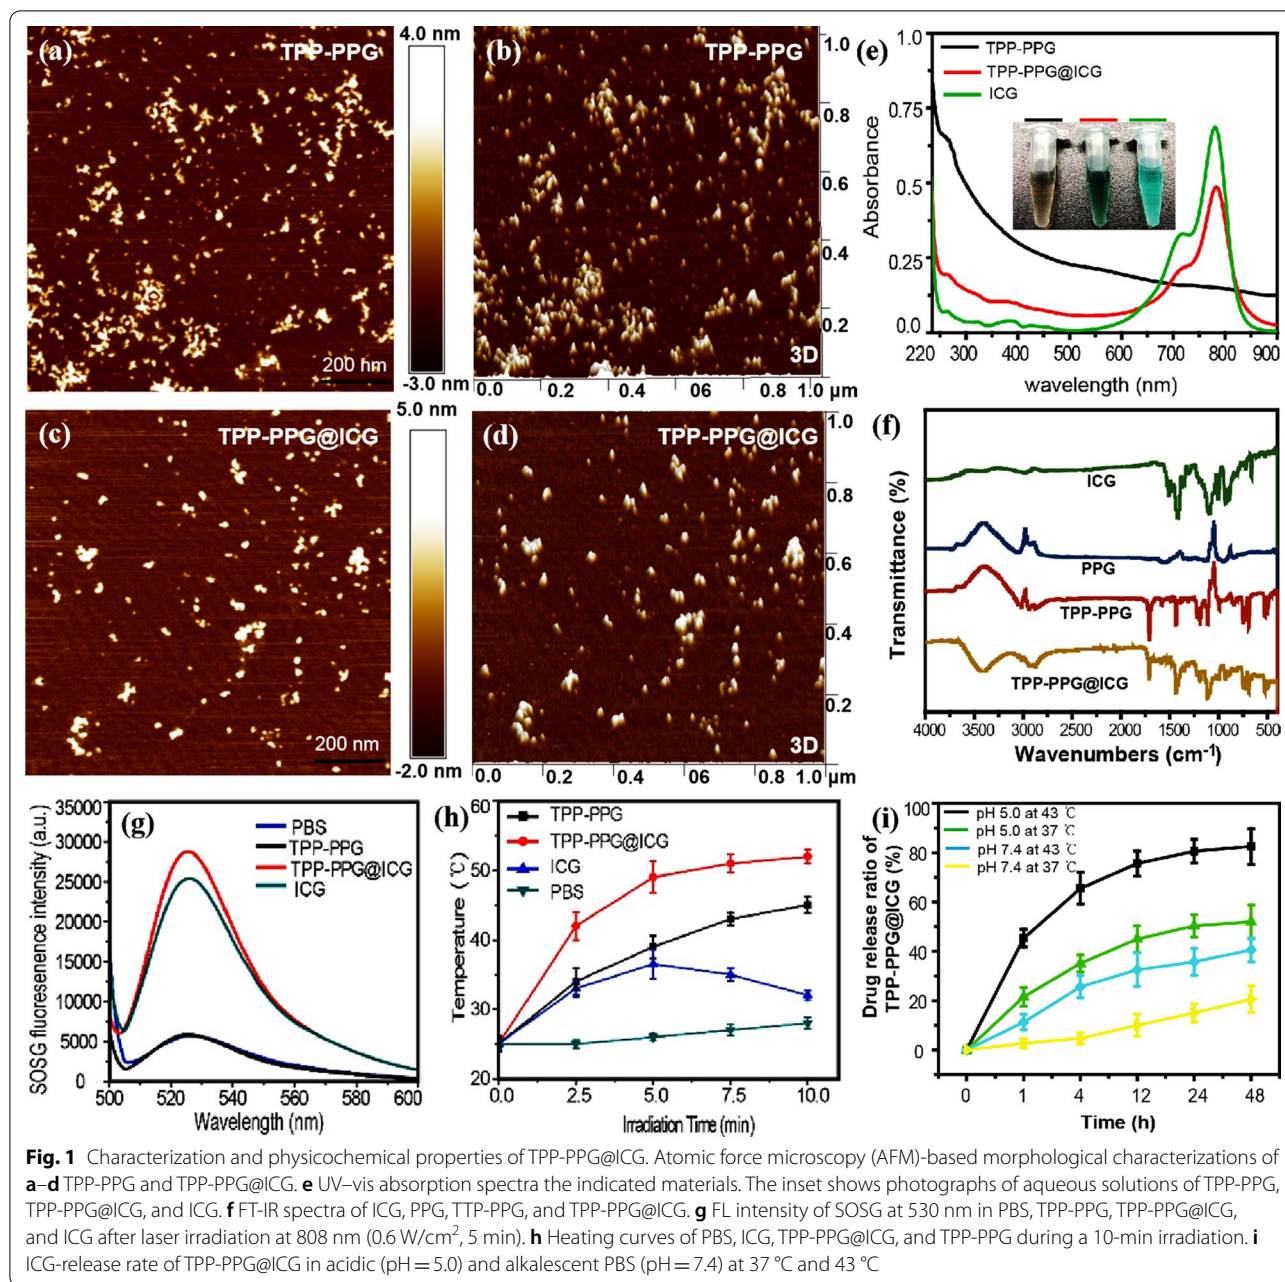 (a) TPP-PPG
4.0 nm
-3.0 nm
200 nm
(b) TPP-PPG
1.0
0.8
0.6
0.4
0.2
3D
0.0 0.2 0.4 06 0.8 1.0 µm
(e)
TPP-PPG
TPP-PPG@ICG
ICG
1.0
0.75
0.5
0.25
0.0
Absorbance
220 300 400 500 600 700 800 900
wavelength (nm)
(c) TPP-PPG@ICG
5.0 nm
-2.0 nm
200 nm
(d) TPP-PPG@ICG
1.0
0.8
0.6
0.4
0.2
3D
0.0 0.2 0.4 0.6 0.8 1.0 µm
(f)
ICG
PPG
TPP-PPG
TPP-PPG@ICG
Transmittance (%)
4000 3500 3000 2500 2000 1500 1000 500
Wavenumbers (cm⁻¹)
(g)
PBS
TPP-PPG
TPP-PPG@ICG
ICG
35000
30000
25000
20000
15000
10000
5000
0
SOSG fluoresenence intensity (a.u.)
500 520 540 560 580 600
Wavelength (nm)
(h)
TPP-PPG
TPP-PPG@ICG
ICG
PBS
60
50
40
30
20
Temperature (℃)
0.0 2.5 5.0 7.5 10.0
Irradiation Time (min)
(i)
pH 5.0 at 43 ℃
pH 5.0 at 37 ℃
pH 7.4 at 43 ℃
pH 7.4 at 37 ℃
100
80
60
40
20
0
Drug release ratio of
TPP-PPG@ICG (%)
0 1 4 12 24 48
Time (h)
Fig. 1 Characterization and physicochemical properties of TPP-PPG@ICG. Atomic force microscopy (AFM)-based morphological characterizations of
a–d TPP-PPG and TPP-PPG@ICG. e UV–vis absorption spectra the indicated materials. The inset shows photographs of aqueous solutions of TPP-PPG,
TPP-PPG@ICG, and ICG. f FT-IR spectra of ICG, PPG, TTP-PPG, and TPP-PPG@ICG. g FL intensity of SOSG at 530 nm in PBS, TPP-PPG, TPP-PPG@ICG,
and ICG after laser irradiation at 808 nm (0.6 W/cm², 5 min). h Heating curves of PBS, ICG, TPP-PPG@ICG, and TPP-PPG during a 10-min irradiation. i
ICG-release rate of TPP-PPG@ICG in acidic (pH = 5.0) and alkalescent PBS (pH = 7.4) at 37 °C and 43 °C